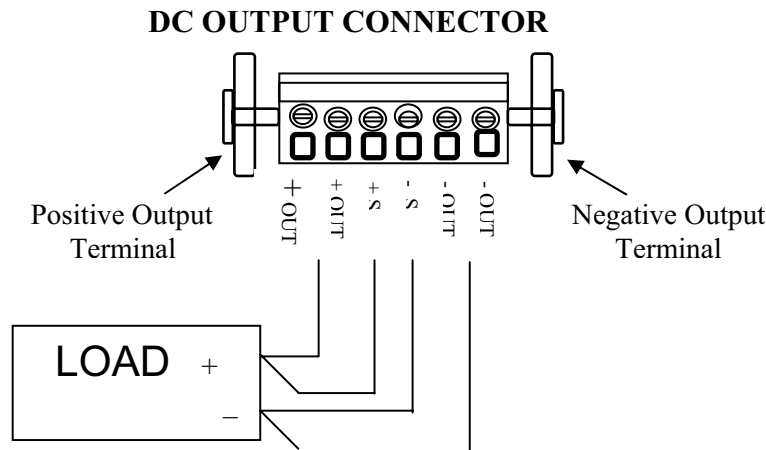 DC OUTPUT CONNECTOR
+ OUT
+ OUT
+ S
- S
- OUT
- OUT
Positive Output
Terminal
Negative Output
Terminal
LOAD +
−